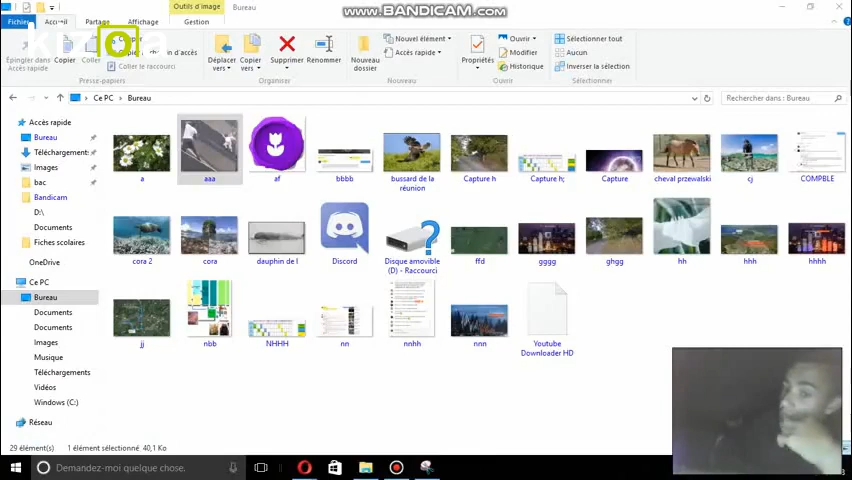 Outils d'image
Bureau
WWW.BANDICAM.COM
Fichier
Accueil
Partage
Affichage
Gestion
kizoa
Épingler à
Accès rapide
Copier
Coller
Copier
Coller le raccourci
Presse-papiers
Déplacer
vers
Copier
vers
Supprimer
Renommer
Organiser
Nouveau
dossier
Nouvel élément
Accès rapide
Nouveau
Propriétés
Ouvrir
Modifier
Historique
Ouvrir
Sélectionner tout
Aucun
Inverser la sélection
Sélectionner
Ce PC
Bureau
Rechercher dans : Bureau
Accès rapide
Bureau
Téléchargement:
Images
bac
Bandicam
D:\
Documents
Fiches scolaires
OneDrive
Ce PC
Bureau
Documents
Documents
Images
Musique
Téléchargements
Vidéos
Windows (C:)
Réseau
a
aaa
af
bbbb
bussard de la
réunion
Capture h
Capture h;
Capture
cheval przewalski
cj
COMPBLE
cora 2
cora
dauphin de l
Discord
Disque amovible
(D) - Raccourci
ffd
gggg
ghgg
hh
hhh
hhhh
jj
nbb
NHHH
nn
nnhh
nnn
Youtube
Downloader HD
29 élément(s)
1 élément sélectionné 40,1 Ko
Demandez-moi quelque chose.